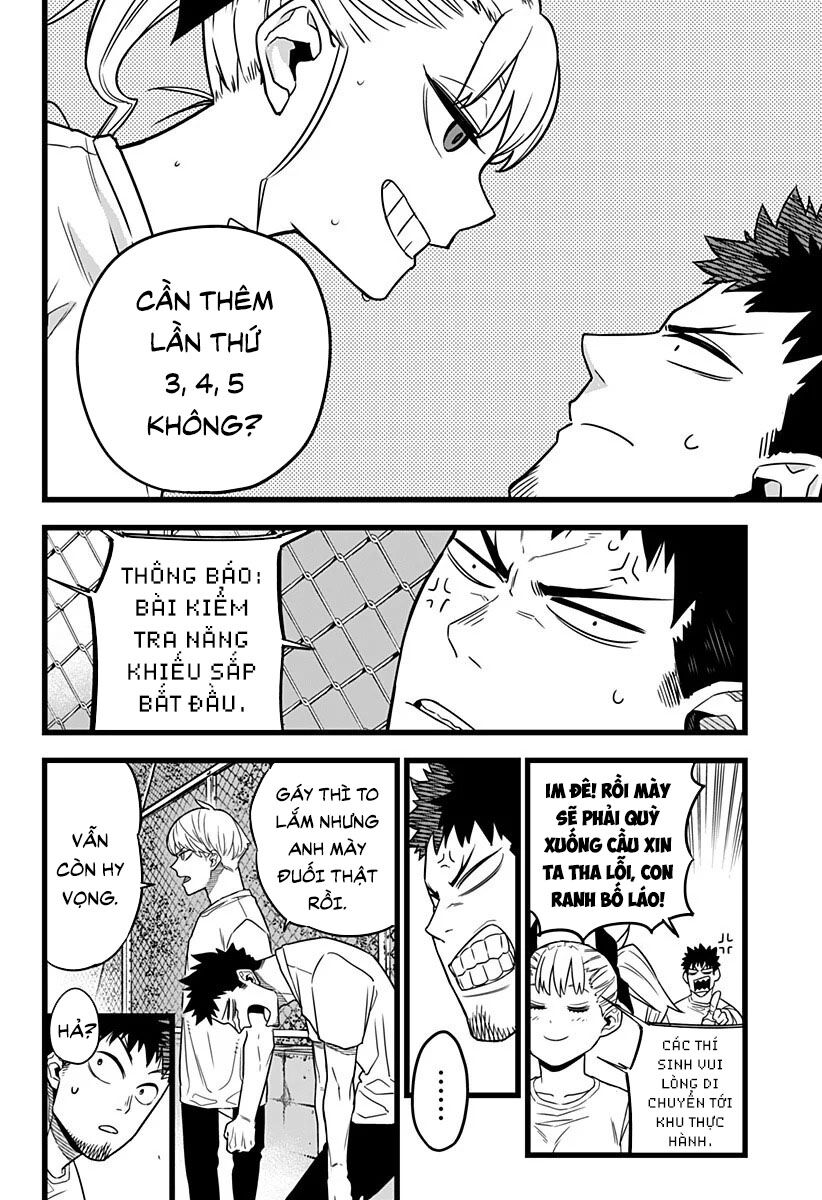 CẦN THÊM
LẦN THỨ
3, 4, 5
KHÔNG?
THÔNG BÁO:
BÀI KIỂM
TRA NĂNG
KHIẾU SẮP
BẮT ĐẦU.
IM ĐÊ! RỒI MÀY
SẼ PHẢI QUỲ
XUỐNG CẦU XIN
TA THA LỖI, CON
RANH BỐ LÁO!
CÁC THÍ
SINH VUI
LÒNG DI
CHUYỂN TỚI
KHU THỰC
HÀNH.
......
GÁY THÌ TO
LẮM NHƯNG
ANH MÀY
ĐUỐI THẬT
RỒI.
VẪN
CÒN HY
VỌNG.
HẢ?